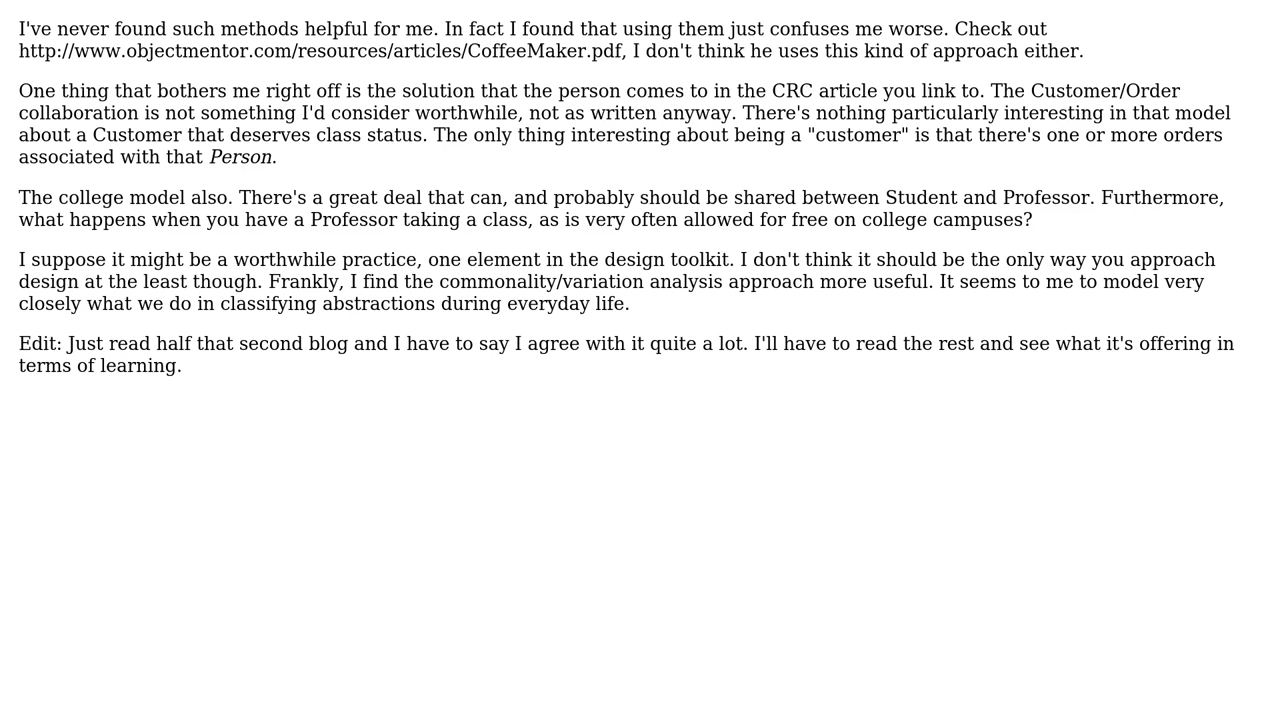 I've never found such methods helpful for me. In fact I found that using them just confuses me worse. Check out
http://www.objectmentor.com/resources/articles/CoffeeMaker.pdf, I don't think he uses this kind of approach either.
One thing that bothers me right off is the solution that the person comes to in the CRC article you link to. The Customer/Order
collaboration is not something I'd consider worthwhile, not as written anyway. There's nothing particularly interesting in that model
about a Customer that deserves class status. The only thing interesting about being a "customer" is that there's one or more orders
associated with that Person.
The college model also. There's a great deal that can, and probably should be shared between Student and Professor. Furthermore,
what happens when you have a Professor taking a class, as is very often allowed for free on college campuses?
I suppose it might be a worthwhile practice, one element in the design toolkit. I don't think it should be the only way you approach
design at the least though. Frankly, I find the commonality/variation analysis approach more useful. It seems to me to model very
closely what we do in classifying abstractions during everyday life.
Edit: Just read half that second blog and I have to say I agree with it quite a lot. I'll have to read the rest and see what it's offering in
terms of learning.